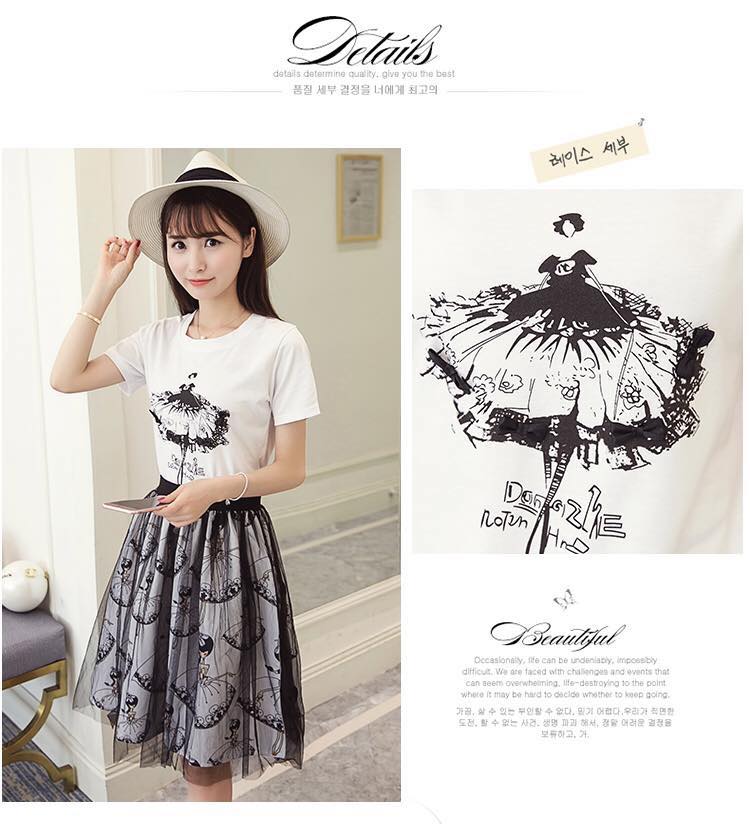 Details
details determine quality, give you the best
품질 세부 결정을 너에게 최고의
레이스 세부
Beautiful
Occasionally, life can be undeniably, impossibly
difficult. We are faced with challenges and events that
can seem overwhelming, life-destroying to the point
where it may be hard to decide whether to keep going.
가끔, 살 수 있는 부인할 수 없다, 믿기 어렵다.우리가 직면한
도전, 할 수 없는 사건, 생명 파괴 해서, 정말 어려운 결정을
보류하고, 가.